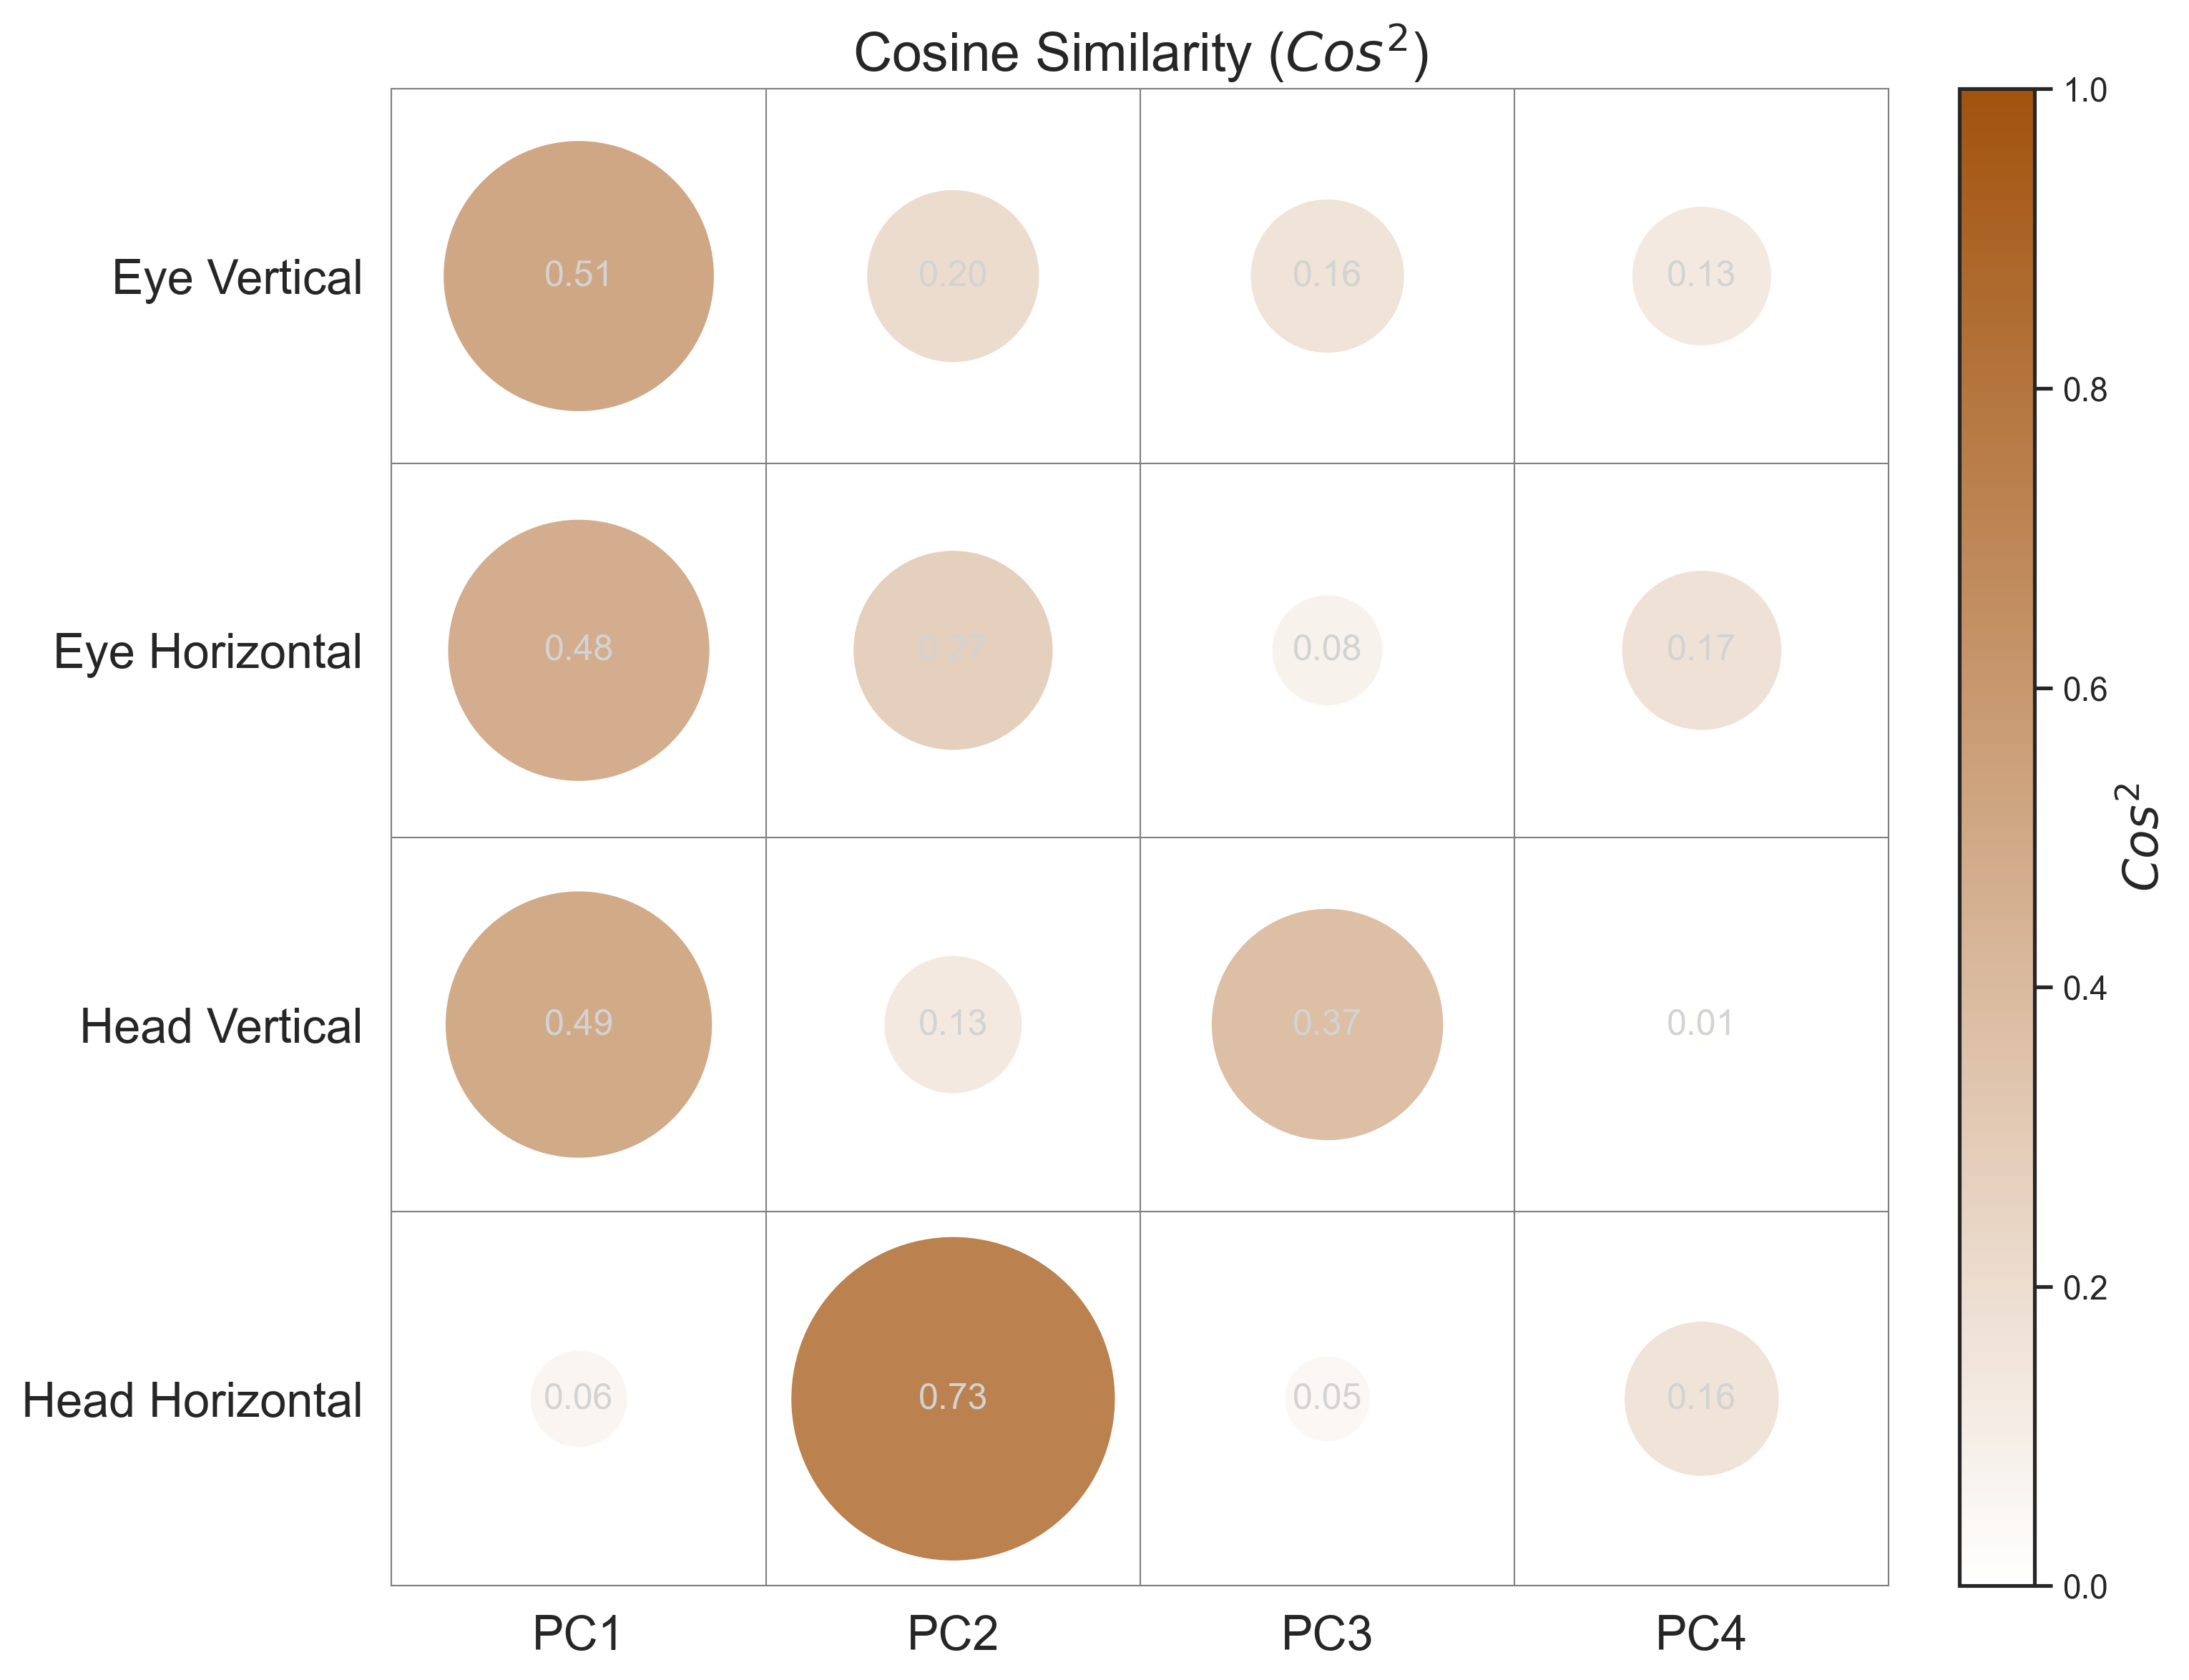 Cosine Similarity (Cos²)
Eye Vertical 0.51 0.20 0.16 0.13
Eye Horizontal 0.48 0.27 0.08 0.17
Head Vertical 0.49 0.13 0.37 0.01
Head Horizontal 0.06 0.73 0.05 0.16
PC1 PC2 PC3 PC4
1.0
0.8
0.6
0.4
0.2
0.0
Cos²